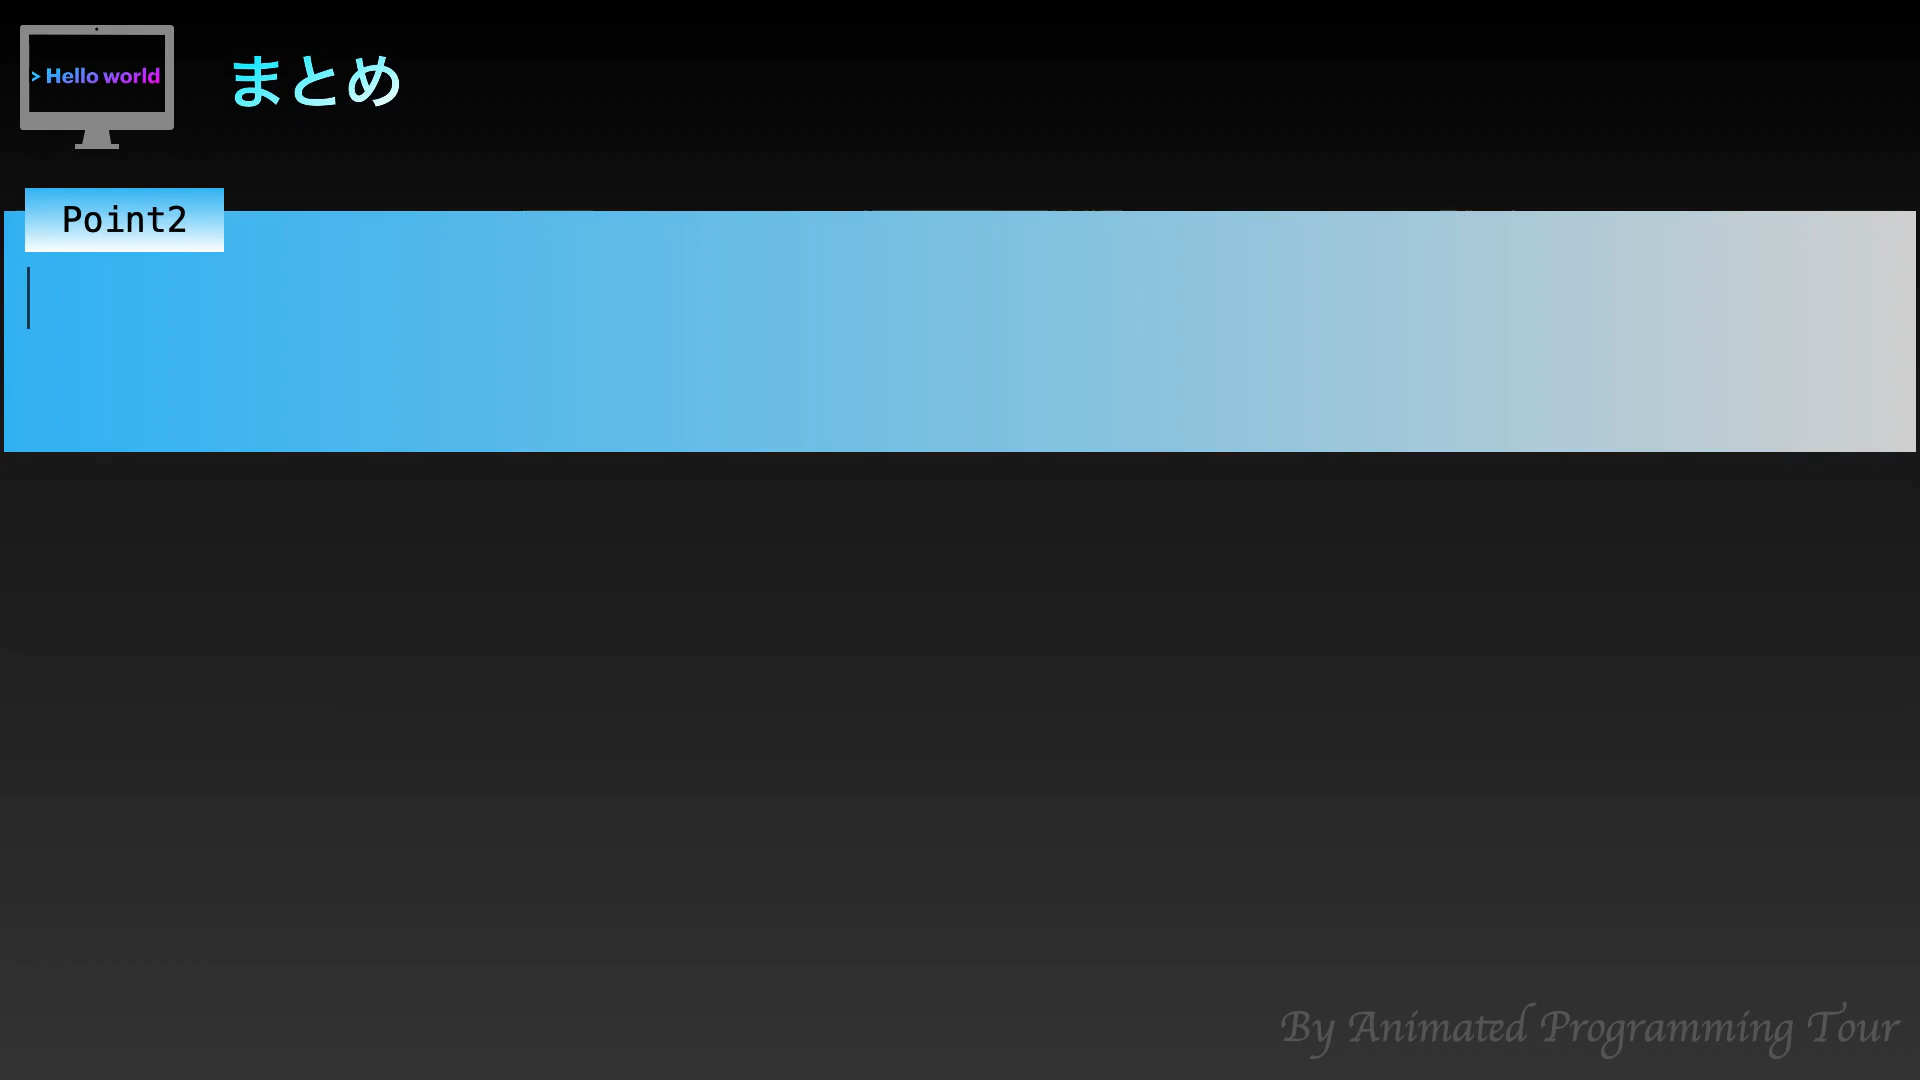 > Hello world
まとめ
Point2
By Animated Programming Tour